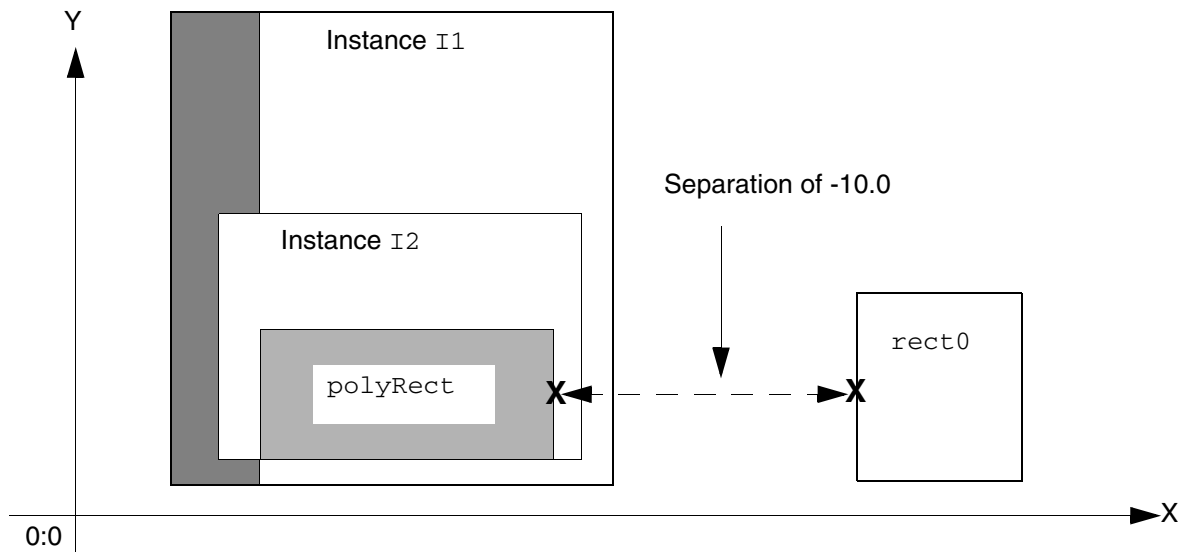 Y
Instance I1
Separation of -10.0
Instance I2
rect0
polyRect
X
X
X
0:0